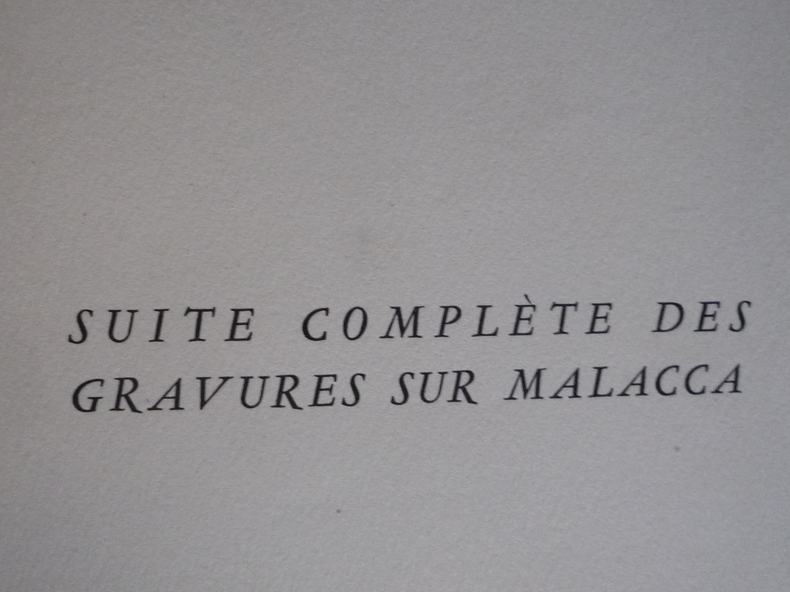 SUITE COMPLÈTE DES
GRAVURES SUR MALACCA